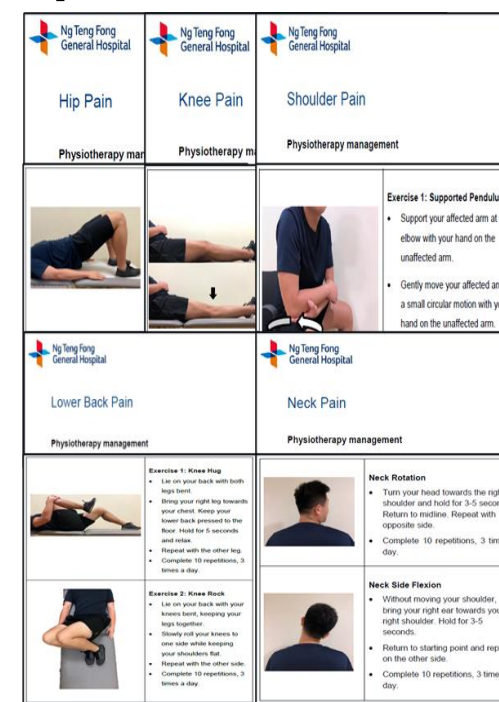 Ng Teng Fong
General Hospital
Hip Pain
Physiotherapy
Ng Teng Fong
General Hospital
Knee Pain
Physiotherapy
Ng Teng Fong
General Hospital
Shoulder Pain
Physiotherapy management
Exercise 1: Supported
• Support your affected arm at
elbow with your hand on the
unaffected arm.
• Gently move your affected
a small circular motion with
hand on the unaffected arm.
Ng Teng Fong
General Hospital
Lower Back Pain
Physiotherapy management
Exercise 1: Knee Hug
• Lie on your back with both
legs bent.
• Bring your right leg towards
your chest. Keep your
lower back pressed to the
floor. Hold for 5 seconds
and relax.
• Repeat with the other leg.
• Complete 10 repetitions, 3
times a day.
Exercise 2: Knee Rock
• Lie on your back with your
knees bent, keeping your
legs together.
• Slowly roll your knees to
one side while keeping
your shoulders flat.
• Repeat with the other side.
• Complete 10 repetitions, 3
times a day.
Ng Teng Fong
General Hospital
Neck Pain
Physiotherapy management
Neck Rotation
• Turn your head towards the
shoulder and hold for 3-5
Return to midline. Repeat with
opposite side.
• Complete 10 repetitions, 3
day.
Neck Side Flexion
• Without moving your shoulder,
bring your right ear towards
right shoulder. Hold for 3-5
seconds.
• Return to starting point and
on the other side.
• Complete 10 repetitions, 3
day.